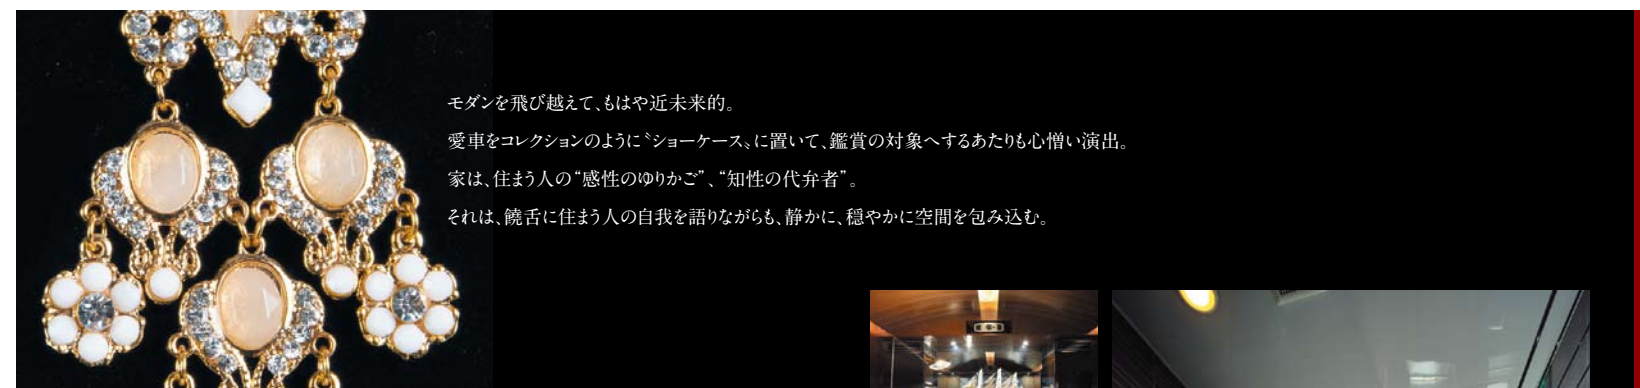 モダンを飛び越えて、もはや近未来的。
愛車をコレクションのように〝ショーケース〟に置いて、鑑賞の対象へするあたりも心憎い演出。
家は、住まう人の“感性のゆりかご”、“知性の代弁者”。
それは、饒舌に住まう人の自我を語りながらも、静かに、穏やかに空間を包み込む。